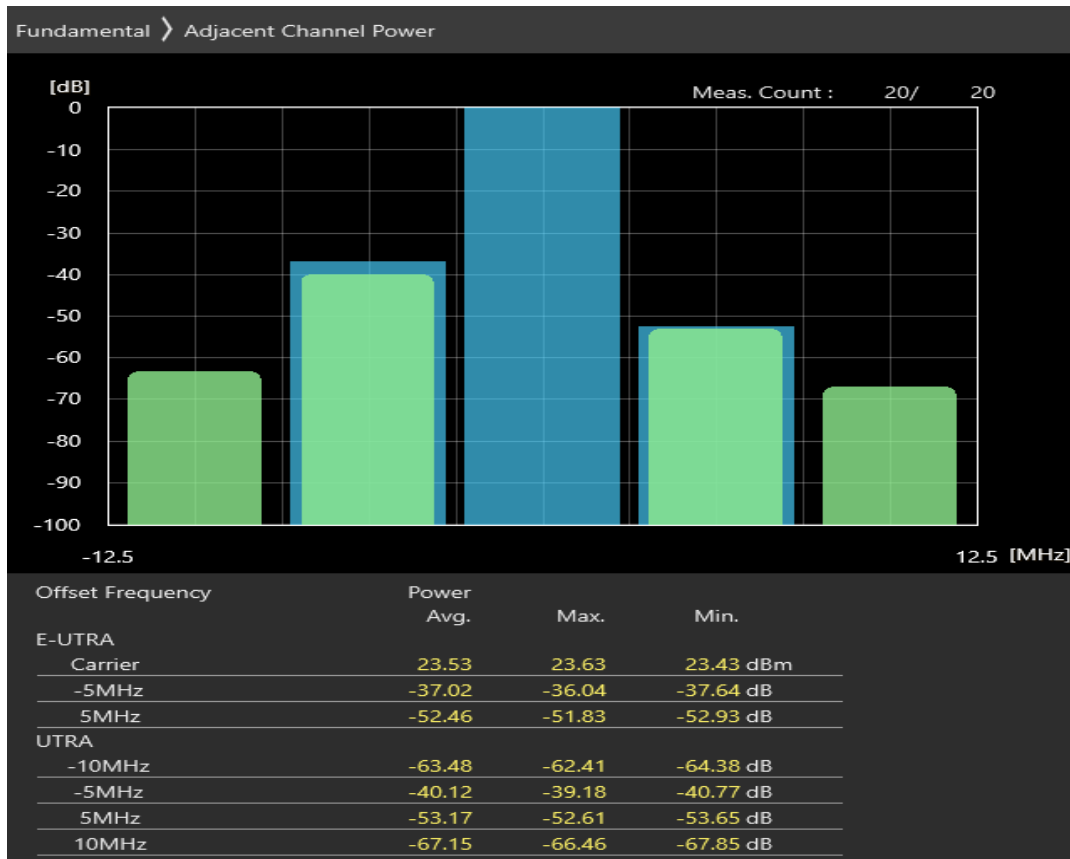 Fundamental ❯ Adjacent Channel Power
[dB]
Meas. Count : 20/ 20
0
-10
-20
-30
-40
-50
-60
-70
-80
-90
-100
-12.5 12.5 [MHz]
Offset Frequency Power
Avg. Max. Min.
E-UTRA
Carrier 23.53 23.63 23.43 dBm
-5MHz -37.02 -36.04 -37.64 dB
5MHz -52.46 -51.83 -52.93 dB
UTRA
-10MHz -63.48 -62.41 -64.38 dB
-5MHz -40.12 -39.18 -40.77 dB
5MHz -53.17 -52.61 -53.65 dB
10MHz -67.15 -66.46 -67.85 dB